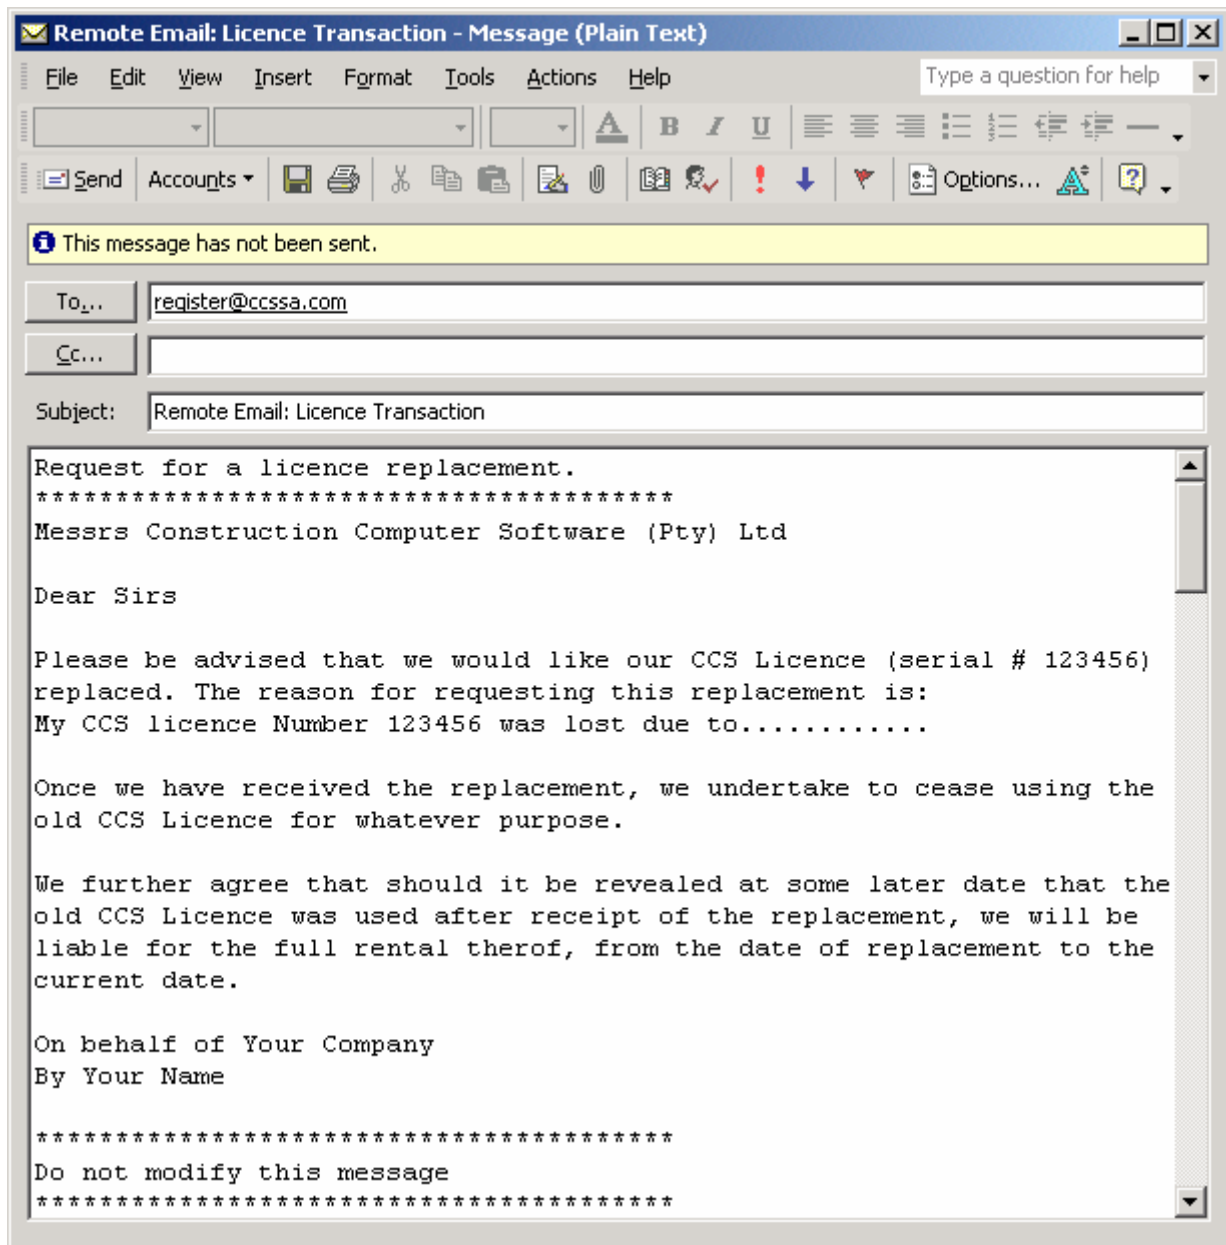 Remote Email: Licence Transaction - Message (Plain Text)
File Edit View Insert Format Tools Actions Help Type a question for help
A B I U
Send Accounts Options...
This message has not been sent.
To... register@ccssa.com
Cc...
Subject: Remote Email: Licence Transaction
Request for a licence replacement.
****************************************
Messrs Construction Computer Software (Pty) Ltd
Dear Sirs
Please be advised that we would like our CCS Licence (serial # 123456)
replaced. The reason for requesting this replacement is:
My CCS licence Number 123456 was lost due to............
Once we have received the replacement, we undertake to cease using the
old CCS Licence for whatever purpose.
We further agree that should it be revealed at some later date that the
old CCS Licence was used after receipt of the replacement, we will be
liable for the full rental therof, from the date of replacement to the
current date.
On behalf of Your Company
By Your Name
****************************************
Do not modify this message
****************************************